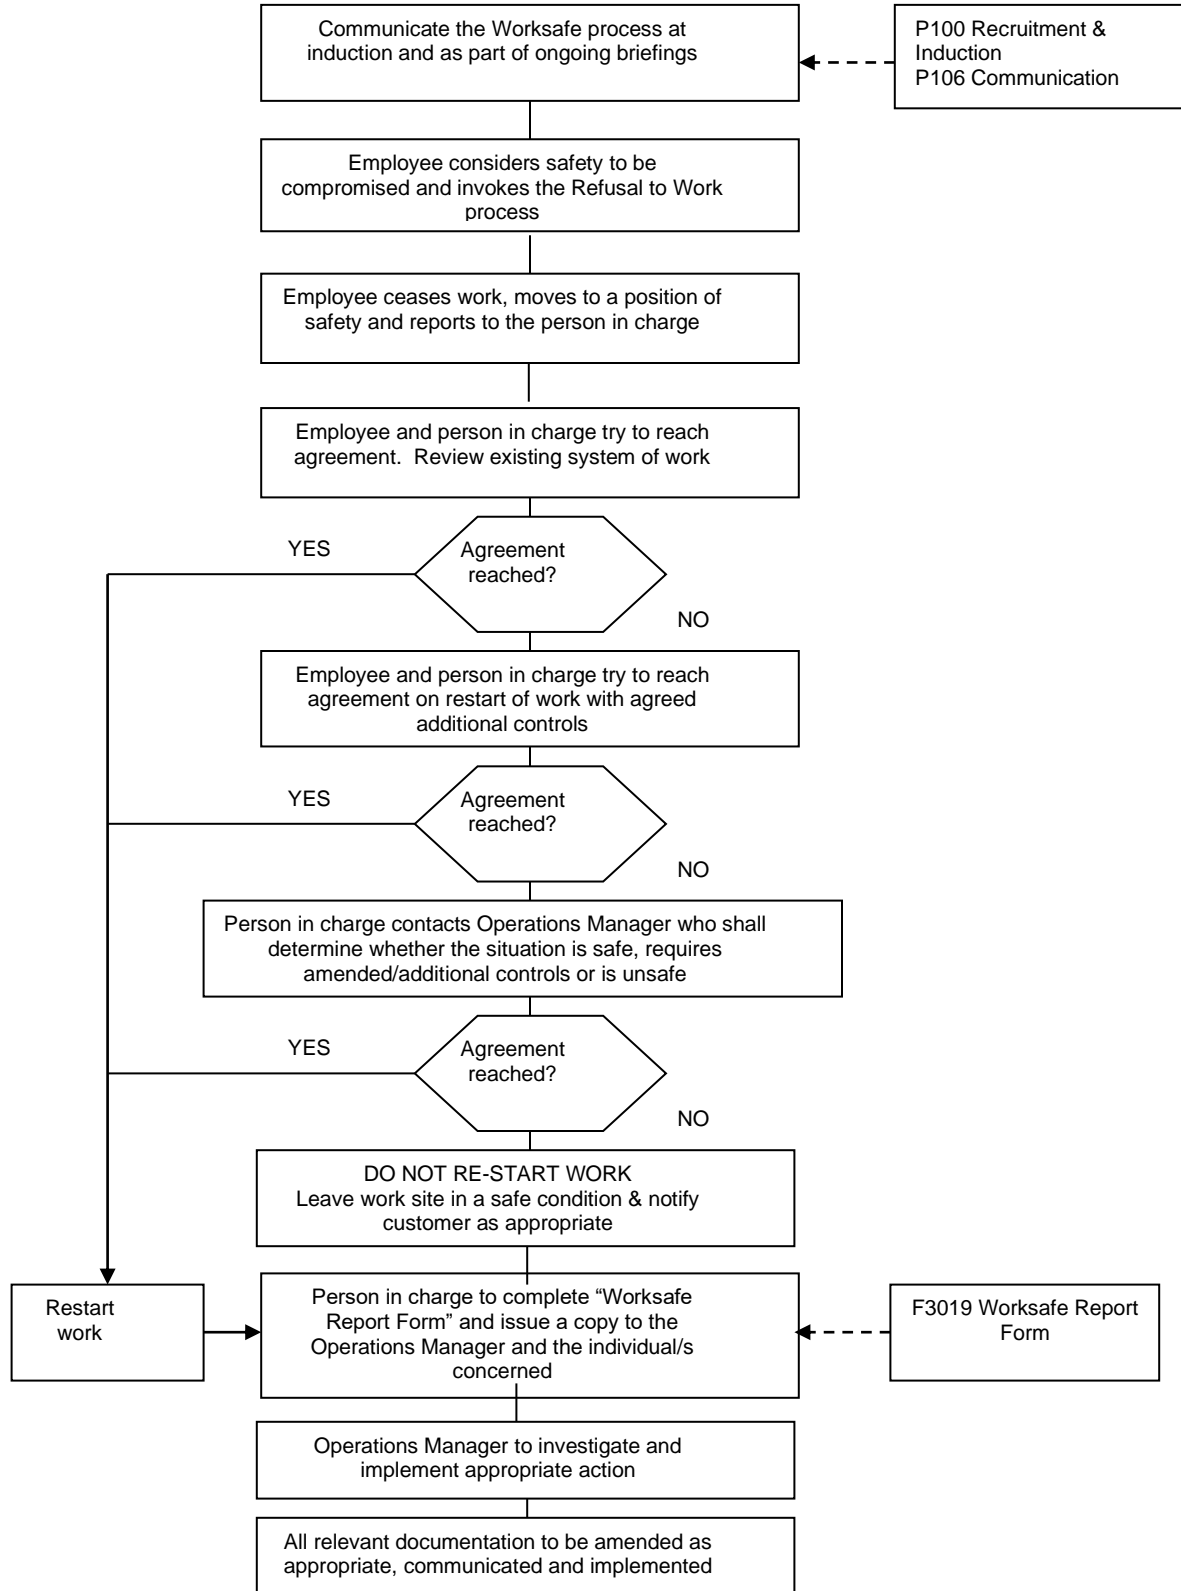 Communicate the Worksafe process at
induction and as part of ongoing briefings
P100 Recruitment &
Induction
P106 Communication
Employee considers safety to be
compromised and invokes the Refusal to Work
process
Employee ceases work, moves to a position of
safety and reports to the person in charge
Employee and person in charge try to reach
agreement.  Review existing system of work
YES
Agreement
reached?
NO
Employee and person in charge try to reach
agreement on restart of work with agreed
additional controls
YES
Agreement
reached?
NO
Person in charge contacts Operations Manager who shall
determine whether the situation is safe, requires
amended/additional controls or is unsafe
YES
Agreement
reached?
NO
DO NOT RE-START WORK
Leave work site in a safe condition & notify
customer as appropriate
Restart
work
Person in charge to complete “Worksafe
Report Form” and issue a copy to the
Operations Manager and the individual/s
concerned
F3019 Worksafe Report
Form
Operations Manager to investigate and
implement appropriate action
All relevant documentation to be amended as
appropriate, communicated and implemented